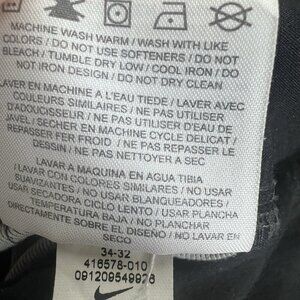 MACHINE WASH WARM / WASH WITH LIKE
COLORS / DO NOT USE SOFTENERS / DO NOT
BLEACH / TUMBLE DRY LOW / COOL IRON / DO
NOT IRON DESIGN / DO NOT DRY CLEAN
LAVER EN MACHINE A L'EAU TIEDE / LAVER AVEC
COULEURS SIMILAIRES / NE PAS UTILISER
D'ADOUCISSEUR / NE PAS UTILISER D'EAU DE
JAVEL / SECHER EN MACHINE CYCLE DELICAT /
REPASSER FER FROID / NE PAS REPASSER LE
DESSIN / NE PAS NETTOYER A SEC
LAVAR A MAQUINA EN AGUA TIBIA
/ LAVAR CON COLORES SIMILARES / NO USAR
SUAVIZANTES / NO USAR BLANQUEADORES /
USAR SECADORA CICLO LENTO / USAR PLANCHA
TEMPERATURA BAJA / NO PLANCHAR
DIRECTAMENTE SOBRE EL DISEÑO / NO LAVAR EN
SECO
34-32
416578-010
091209549926